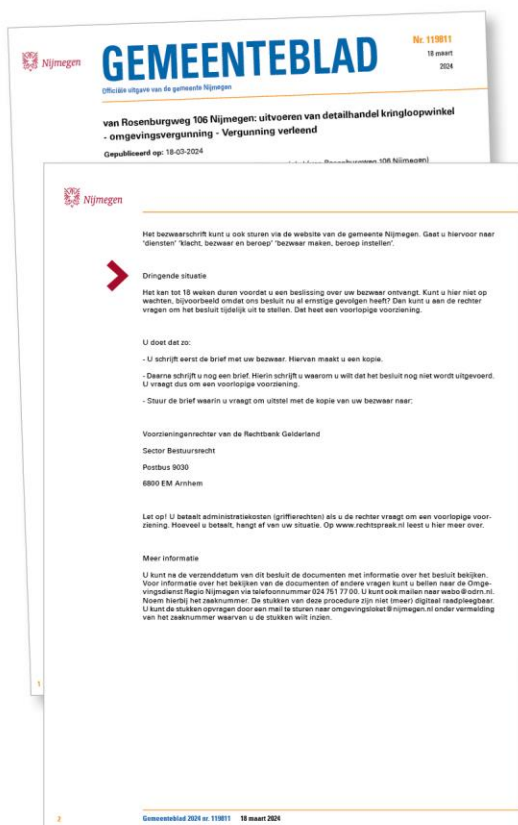 Nijmegen
GEMEENTEBLAD
Officiële uitgave van de gemeente Nijmegen
Nr. 119811
18 maart
2024
van Rosenburgweg 106 Nijmegen: uitvoeren van detailhandel kringloopwinkel
- omgevingsvergunning - Vergunning verleend
Gepubliceerd op: 18-03-2024
Rosenburgweg 106 Nijmegen)
1
Nijmegen
Het bezwaarschrift kunt u ook sturen via de website van de gemeente Nijmegen. Gaat u hiervoor naar
'diensten' 'klacht, bezwaar en beroep' 'bezwaar maken, beroep instellen'.
Dringende situatie
Het kan tot 18 weken duren voordat u een beslissing over uw bezwaar ontvangt. Kunt u hier niet op
wachten, bijvoorbeeld omdat ons besluit nu al ernstige gevolgen heeft? Dan kunt u aan de rechter
vragen om het besluit tijdelijk uit te stellen. Dat heet een voorlopige voorziening.
U doet dat zo:
- U schrijft eerst de brief met uw bezwaar. Hiervan maakt u een kopie.
- Daarna schrijft u nog een brief. Hierin schrijft u waarom u wilt dat het besluit nog niet wordt uitgevoerd.
U vraagt dus om een voorlopige voorziening.
- Stuur de brief waarin u vraagt om uitstel met de kopie van uw bezwaar naar:
Voorzieningenrechter van de Rechtbank Gelderland
Sector Bestuursrecht
Postbus 9030
6800 EM Arnhem
Let op! U betaalt administratiekosten (griffierechten) als u de rechter vraagt om een voorlopige voor-
ziening. Hoeveel u betaalt, hangt af van uw situatie. Op www.rechtspraak.nl leest u hier meer over.
Meer informatie
U kunt na de verzenddatum van dit besluit de documenten met informatie over het besluit bekijken.
Voor informatie over het bekijken van de documenten of andere vragen kunt u bellen naar de Omge-
vingsdienst Regio Nijmegen via telefoonnummer 024 751 77 00. U kunt ook mailen naar wabo@odrn.nl.
Noem hierbij het zaaknummer. De stukken van deze procedure zijn niet (meer) digitaal raadpleegbaar.
U kunt de stukken opvragen door een mail te sturen naar omgevingsloket@nijmegen.nl onder vermelding
van het zaaknummer waarvan u de stukken wilt inzien.
2
Gemeenteblad 2024 nr. 119811 18 maart 2024